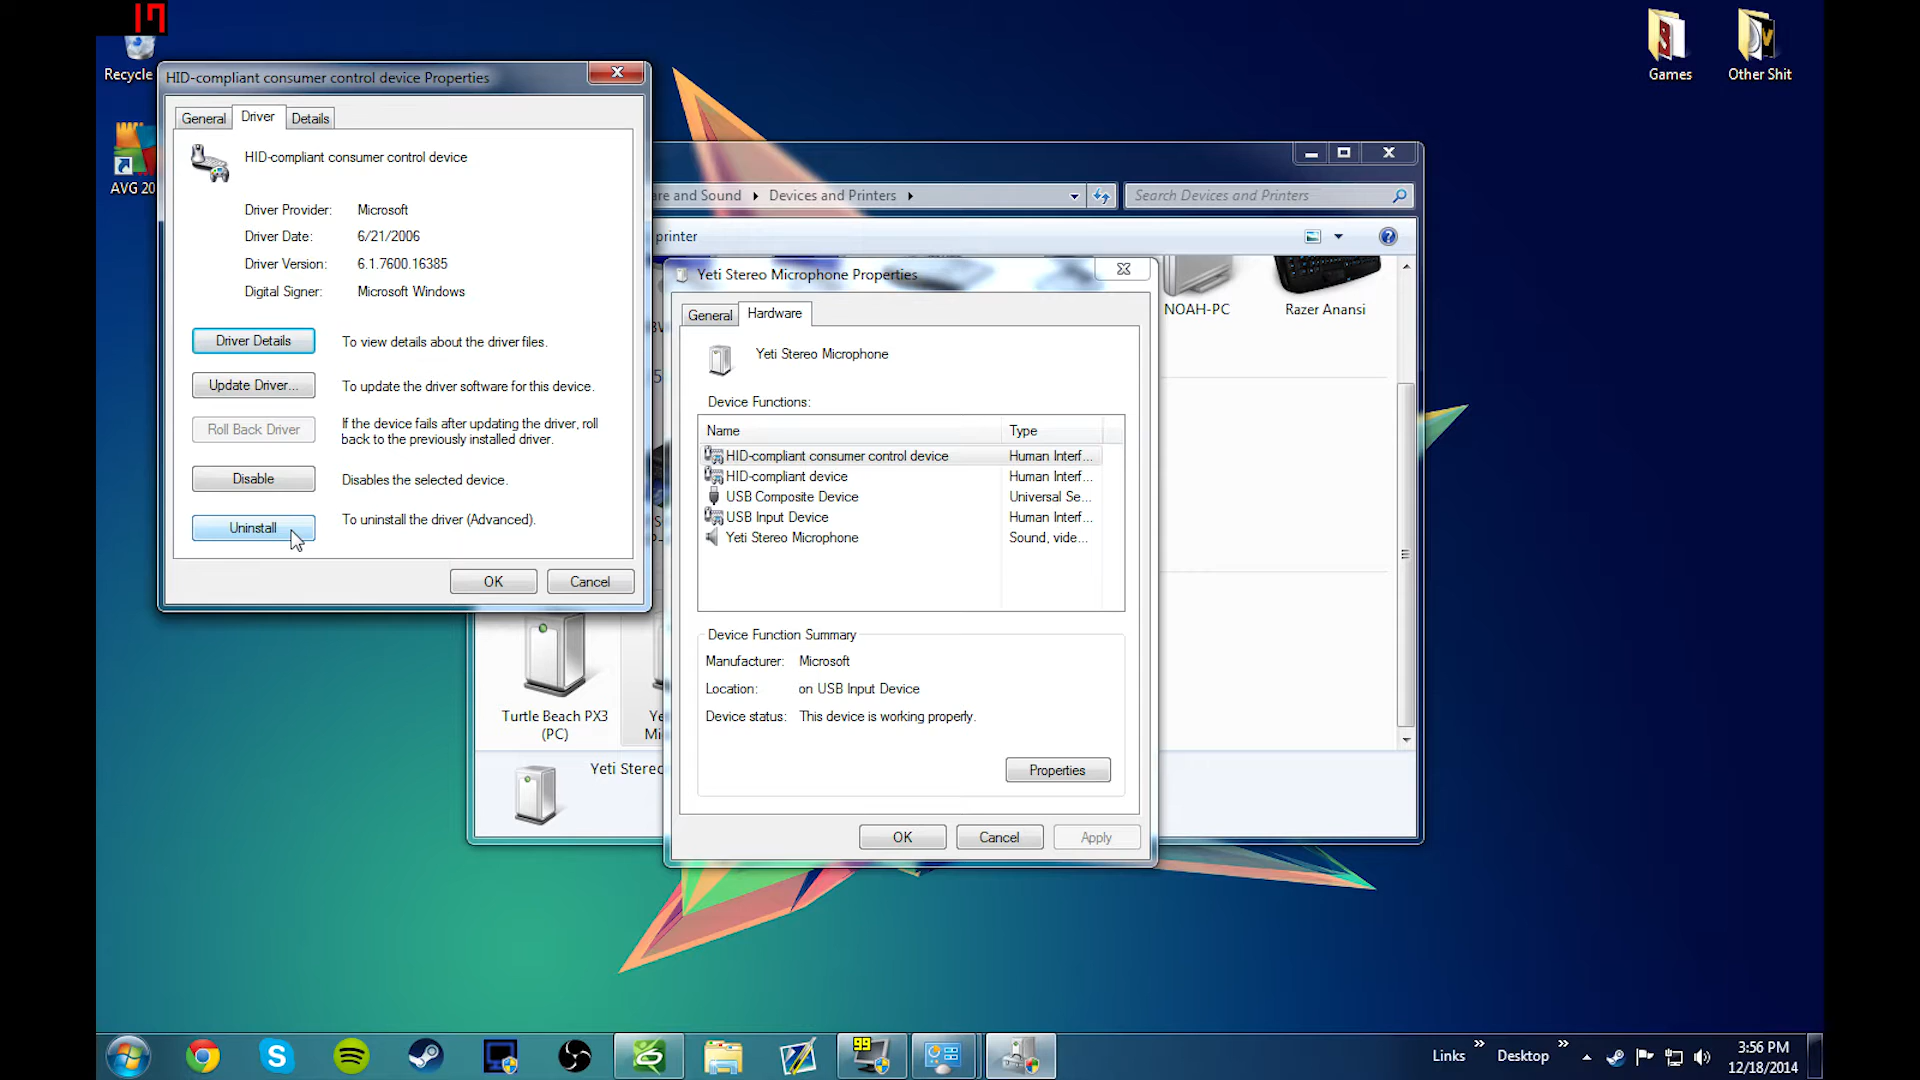 17
Recycle
AVG 20
Games
Other Shit
HID-compliant consumer control device Properties
General
Driver
Details
HID-compliant consumer control device
Driver Provider: Microsoft
Driver Date: 6/21/2006
Driver Version: 6.1.7600.16385
Digital Signer: Microsoft Windows
Driver Details
To view details about the driver files.
Update Driver...
To update the driver software for this device.
Roll Back Driver
If the device fails after updating the driver, roll
back to the previously installed driver.
Disable
Disables the selected device.
Uninstall
To uninstall the driver (Advanced).
OK
Cancel
are and Sound
Devices and Printers
Search Devices and Printers
printer
NOAH-PC
Razer Anansi
Yeti Stereo Microphone Properties
General
Hardware
Yeti Stereo Microphone
Device Functions:
Name Type
HID-compliant consumer control device Human Interf...
HID-compliant device Human Interf...
USB Composite Device Universal Se...
USB Input Device Human Interf...
Yeti Stereo Microphone Sound, vide...
Device Function Summary
Manufacturer: Microsoft
Location: on USB Input Device
Device status: This device is working properly.
Properties
OK
Cancel
Apply
Turtle Beach PX3
(PC)
Ye
Mi
Yeti Stereo
99
Links
Desktop
3:56 PM
12/18/2014